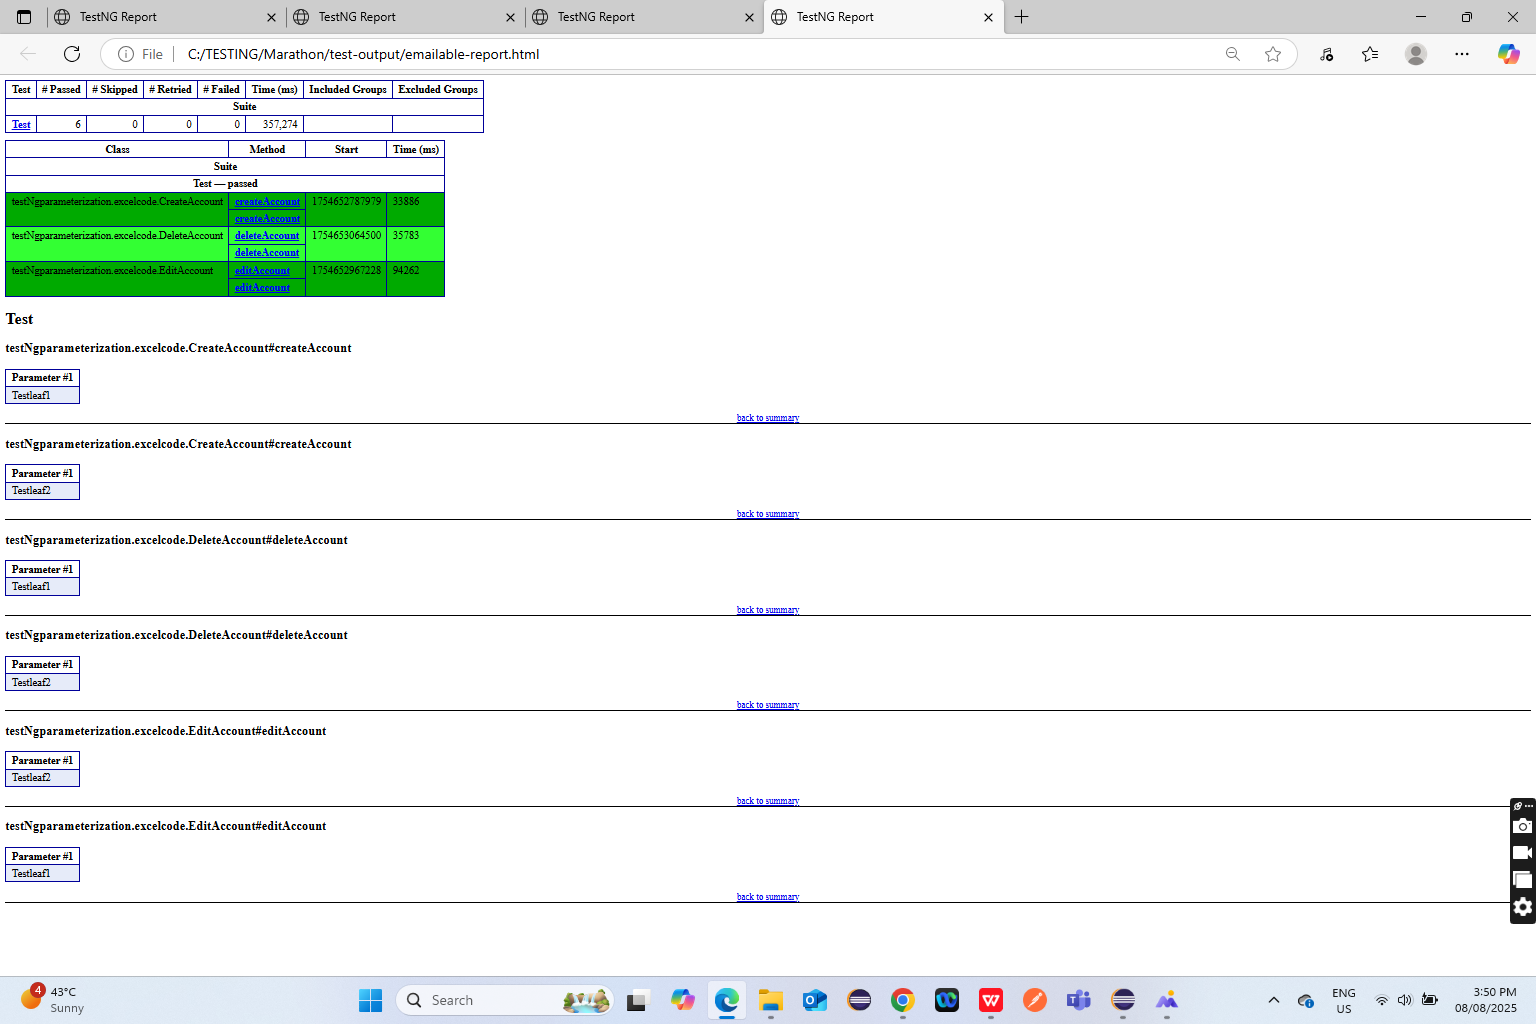 TestNG Report
TestNG Report
TestNG Report
TestNG Report
File
C:/TESTING/Marathon/test-output/emailable-report.html
Test # Passed # Skipped # Retried # Failed Time (ms) Included Groups Excluded Groups
Suite
Test 6 0 0 0 357,274
Class Method Start Time (ms)
Suite
Test — passed
testNgparameterization.excelcode.CreateAccount createAccount 1754652787979 33886
createAccount
testNgparameterization.excelcode.DeleteAccount deleteAccount 1754653064500 35783
deleteAccount
testNgparameterization.excelcode.EditAccount editAccount 1754652967228 94262
editAccount
Test
testNgparameterization.excelcode.CreateAccount#createAccount
Parameter #1
Testleaf1
back to summary
testNgparameterization.excelcode.CreateAccount#createAccount
Parameter #1
Testleaf2
back to summary
testNgparameterization.excelcode.DeleteAccount#deleteAccount
Parameter #1
Testleaf1
back to summary
testNgparameterization.excelcode.DeleteAccount#deleteAccount
Parameter #1
Testleaf2
back to summary
testNgparameterization.excelcode.EditAccount#editAccount
Parameter #1
Testleaf2
back to summary
testNgparameterization.excelcode.EditAccount#editAccount
Parameter #1
Testleaf1
back to summary
4
43°C
Sunny
Search
ENG
US
3:50 PM
08/08/2025